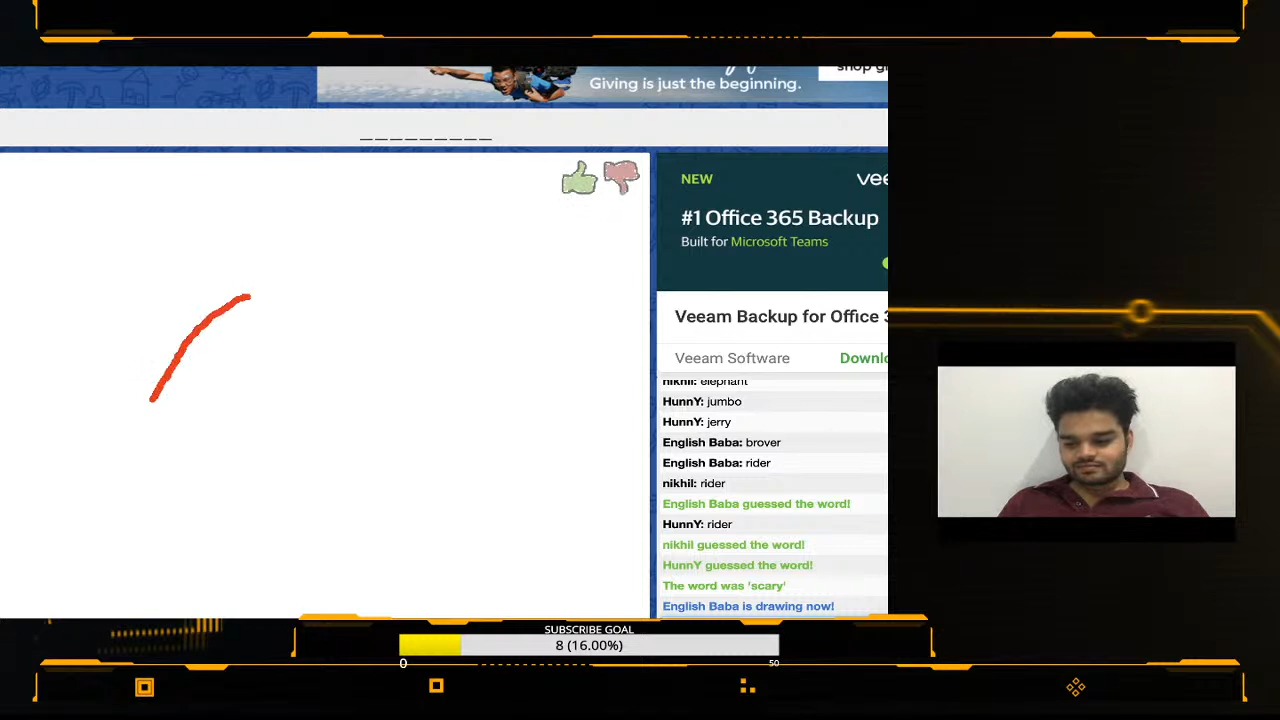 Giving is just the beginning.
_________
NEW
#1 Office 365 Backup
Built for Microsoft Teams
Veeam Backup for Office
Veeam Software
nikhil: elephant
HunnY: jumbo
HunnY: jerry
English Baba: brover
English Baba: rider
nikhil: rider
English Baba guessed the word!
HunnY: rider
nikhil guessed the word!
HunnY guessed the word!
The word was 'scary'
English Baba is drawing now!
SUBSCRIBE GOAL
8 (16.00%)
0 50